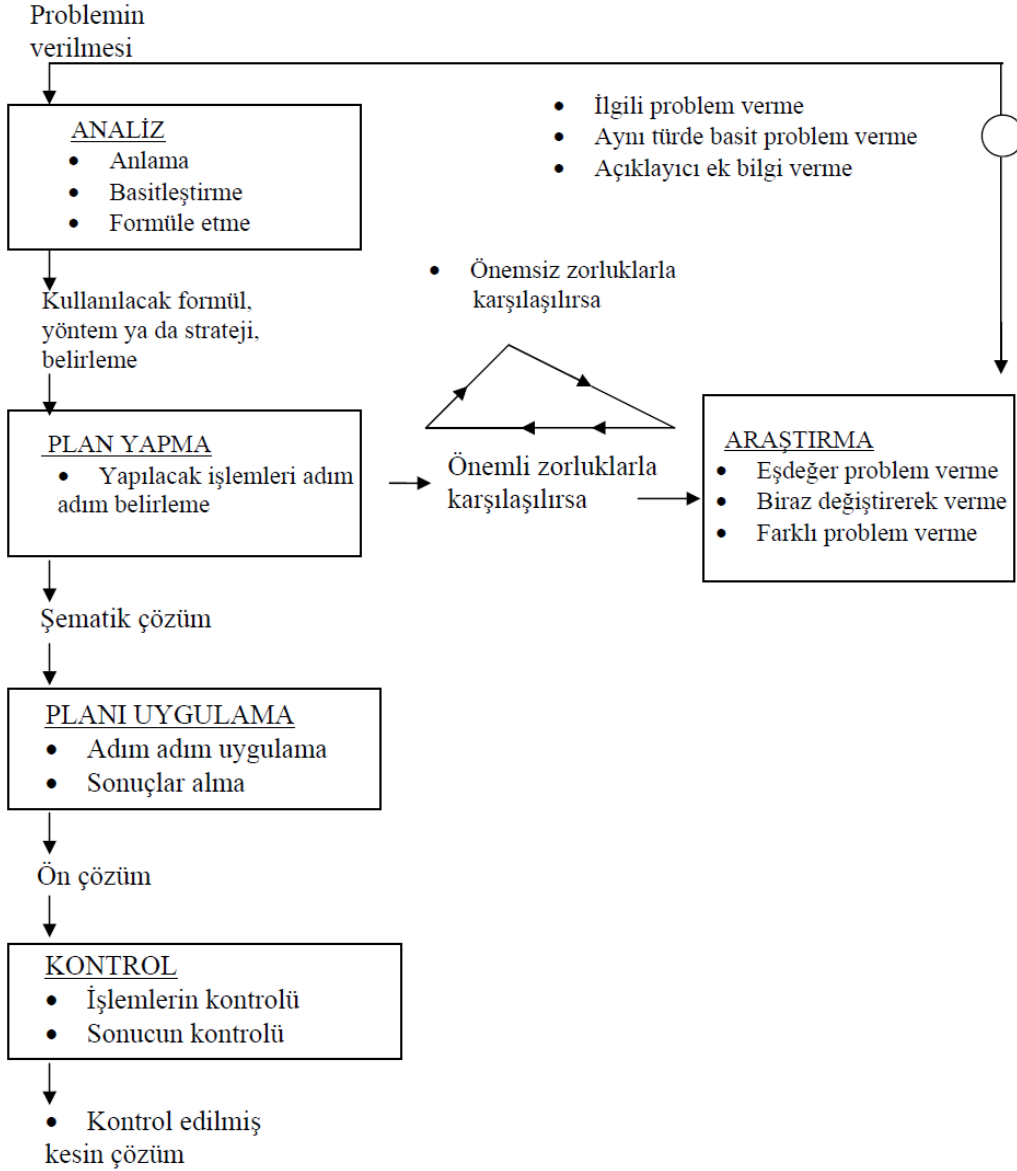 Problemin
verilmesi
ANALİZ
• Anlama
• Basitleştirme
• Formüle etme
• İlgili problem verme
• Aynı türde basit problem verme
• Açıklayıcı ek bilgi verme
Kullanılacak formül,
yöntem ya da strateji,
belirleme
• Önemsiz zorluklarla
karşılaşılırsa
PLAN YAPMA
• Yapılacak işlemleri adım
adım belirleme
Önemli zorluklarla
karşılaşılırsa
ARAŞTIRMA
• Eşdeğer problem verme
• Biraz değiştirerek verme
• Farklı problem verme
Şematik çözüm
PLANI UYGULAMA
• Adım adım uygulama
• Sonuçlar alma
Ön çözüm
KONTROL
• İşlemlerin kontrolü
• Sonucun kontrolü
• Kontrol edilmiş
kesin çözüm